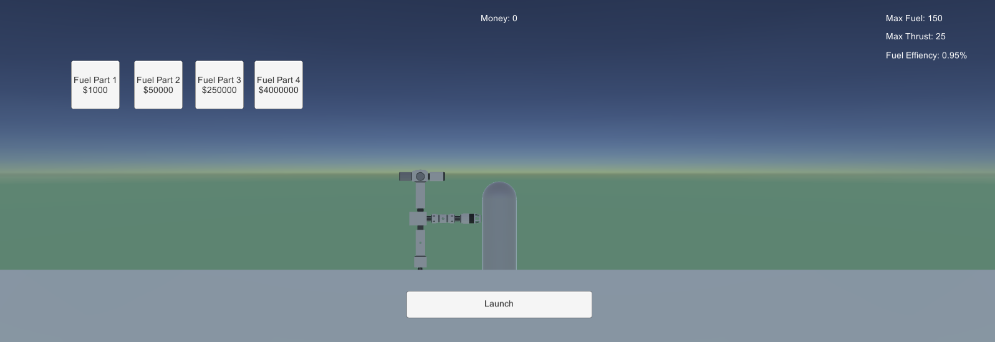 Money: 0
Max Fuel: 150
Max Thrust: 25
Fuel Effiency: 0.95%
Fuel Part 1
$1000
Fuel Part 2
$50000
Fuel Part 3
$250000
Fuel Part 4
$4000000
Launch